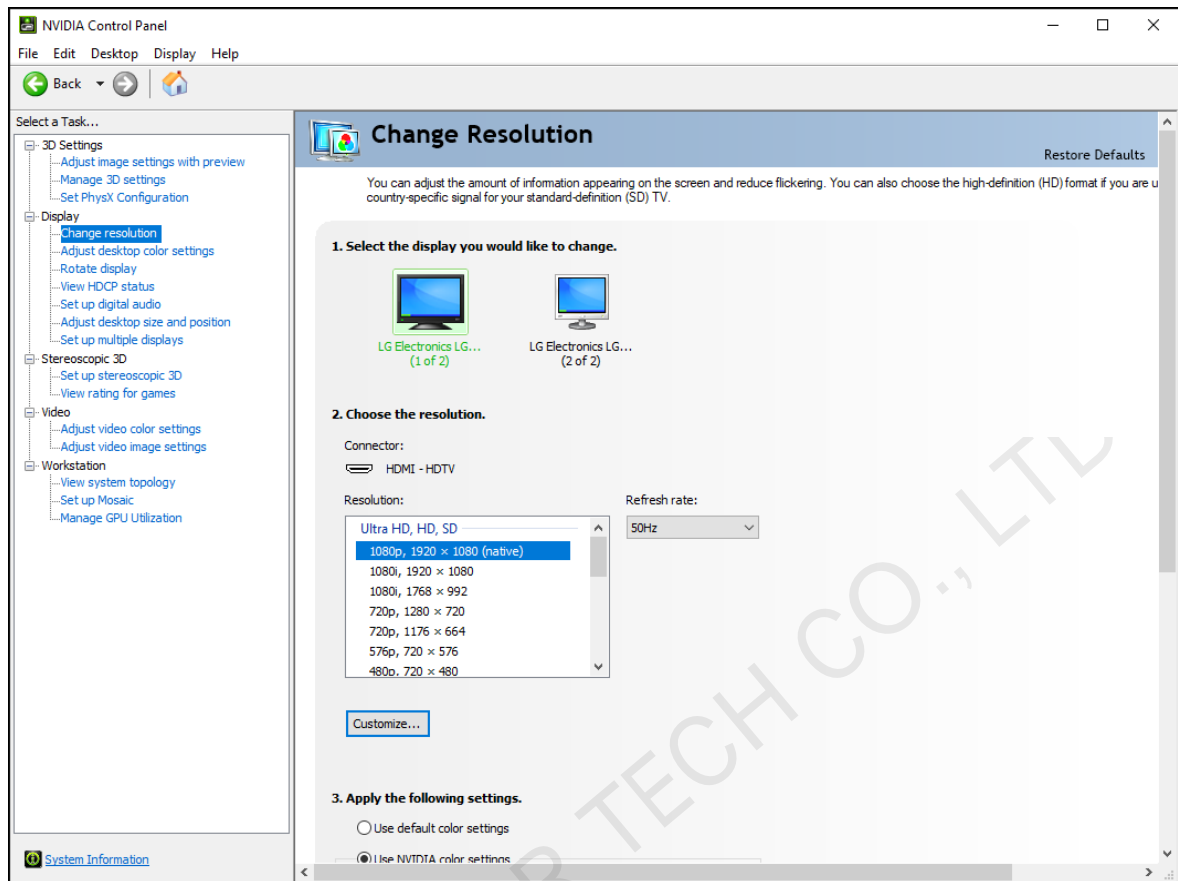 NVIDIA Control Panel
File Edit Desktop Display Help
Back
Select a Task...
3D Settings
Adjust image settings with preview
Manage 3D settings
Set PhysX Configuration
Display
Change resolution
Adjust desktop color settings
Rotate display
View HDCP status
Set up digital audio
Adjust desktop size and position
Set up multiple displays
Stereoscopic 3D
Set up stereoscopic 3D
View rating for games
Video
Adjust video color settings
Adjust video image settings
Workstation
View system topology
Set up Mosaic
Manage GPU Utilization
System Information
Change Resolution
Restore Defaults
You can adjust the amount of information appearing on the screen and reduce flickering. You can also choose the high-definition (HD) format if you are u
country-specific signal for your standard-definition (SD) TV.
1. Select the display you would like to change.
LG Electronics LG...
(1 of 2)
LG Electronics LG...
(2 of 2)
2. Choose the resolution.
Connector:
HDMI - HDTV
Resolution:
Refresh rate:
Ultra HD, HD, SD
50Hz
1080p, 1920 × 1080 (native)
1080i, 1920 × 1080
1080i, 1768 × 992
720p, 1280 × 720
720p, 1176 × 664
576p, 720 × 576
480p, 720 × 480
Customize...
3. Apply the following settings.
Use default color settings
Use NVIDIA color settings
R TECH CO., LTD